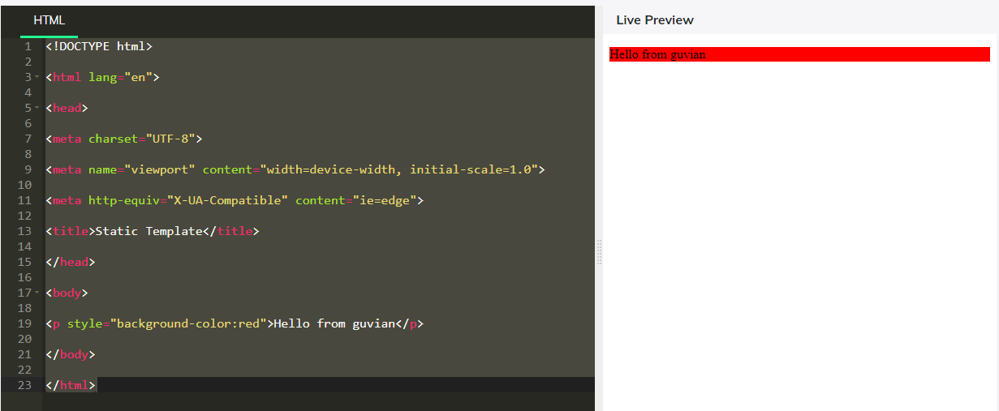 HTML
1 <!DOCTYPE html>
2
3 <html lang="en">
4
5 <head>
6
7 <meta charset="UTF-8">
8
9 <meta name="viewport" content="width=device-width, initial-scale=1.0">
10
11 <meta http-equiv="X-UA-Compatible" content="ie=edge">
12
13 <title>Static Template</title>
14
15 </head>
16
17 <body>
18
19 <p style="background-color:red">Hello from guvian</p>
20
21 </body>
22
23 </html>
Live Preview
Hello from guvian